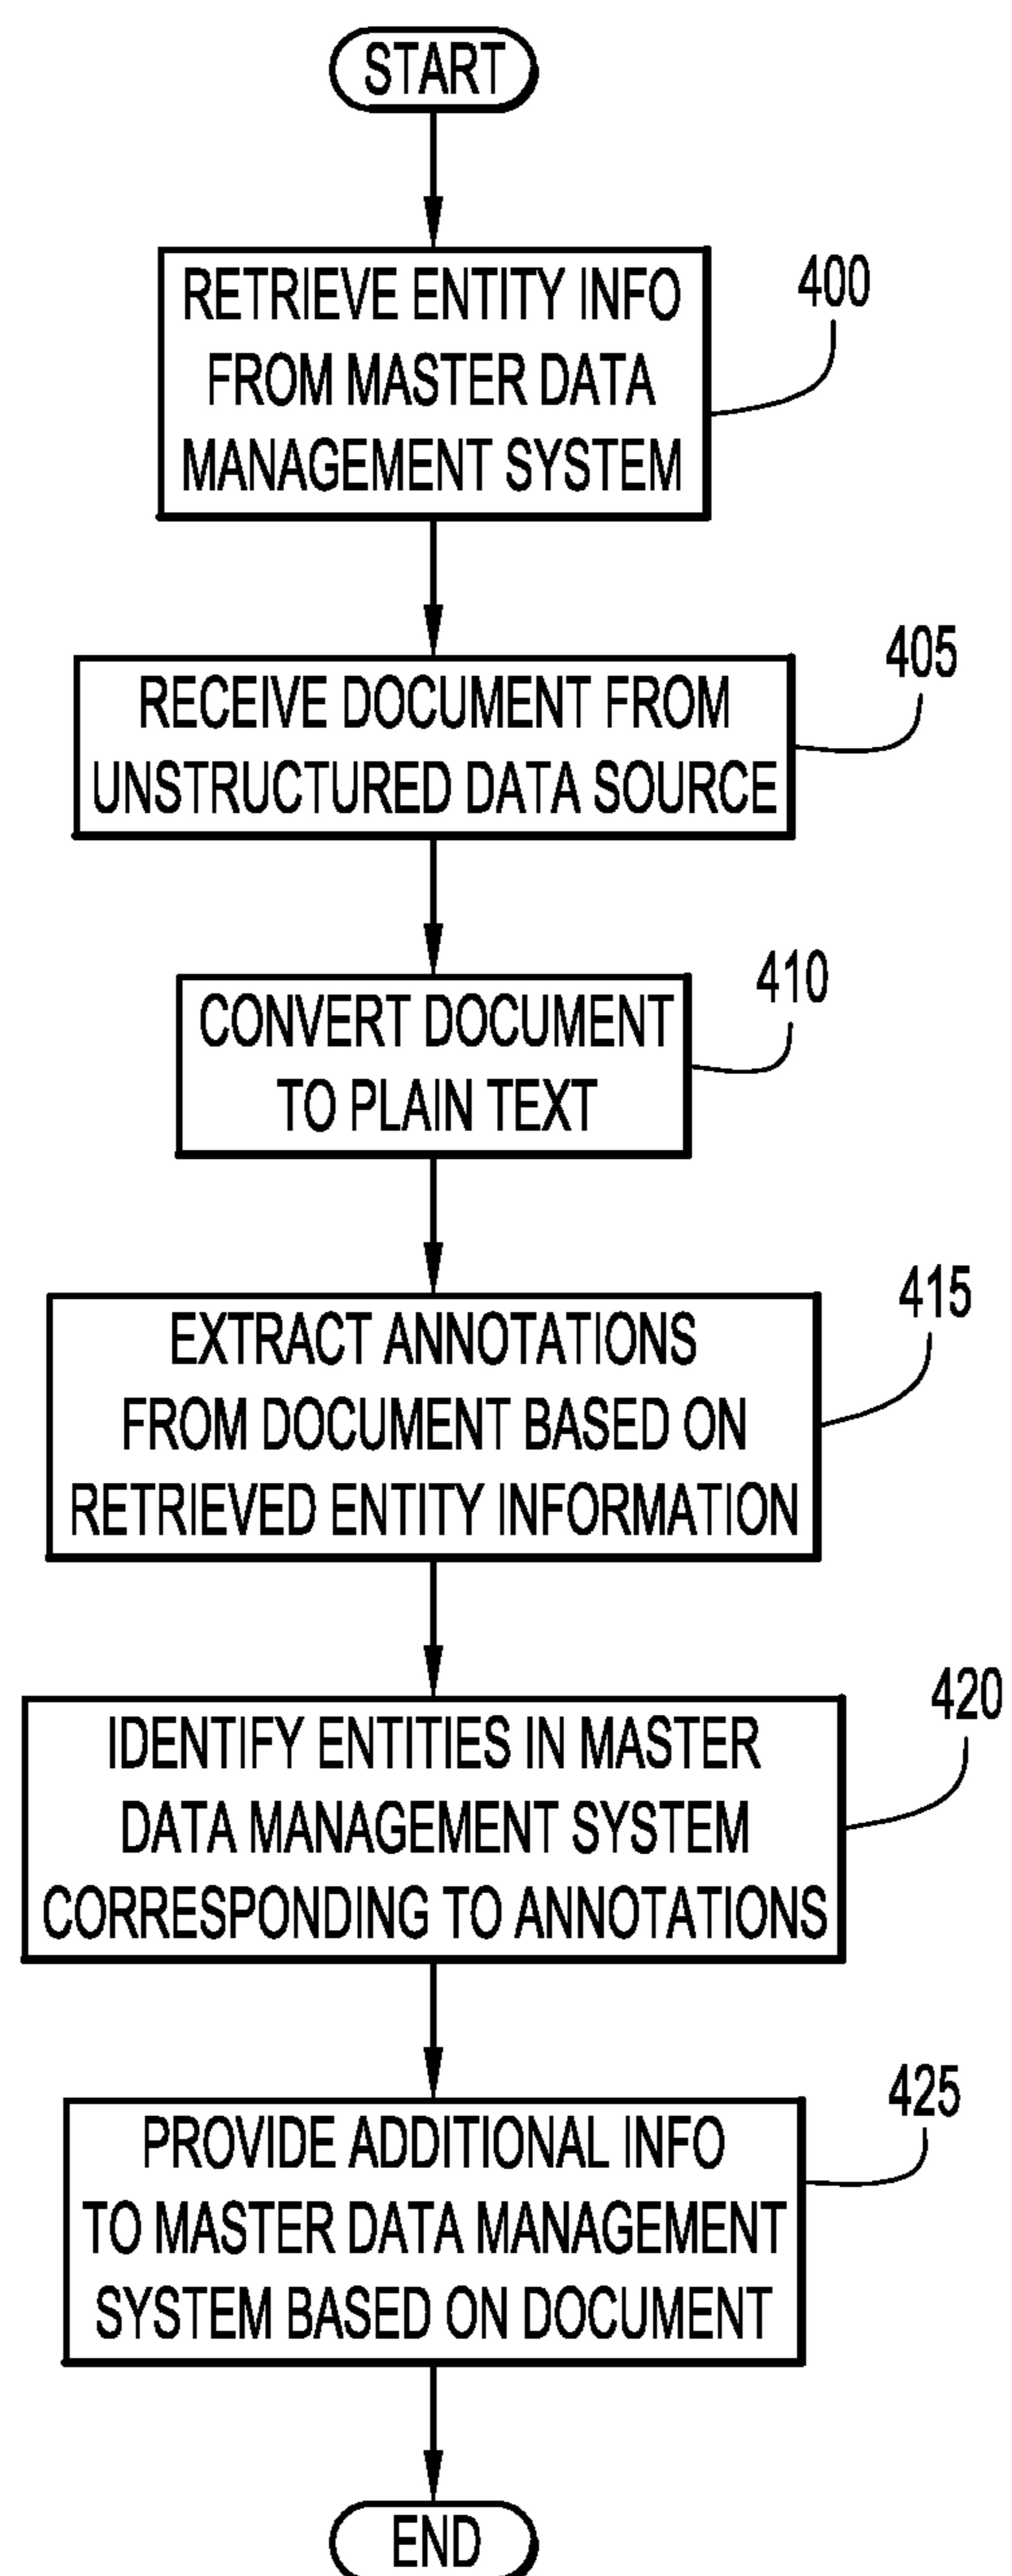 START
RETRIEVE ENTITY INFO
FROM MASTER DATA
MANAGEMENT SYSTEM
400
RECEIVE DOCUMENT FROM
UNSTRUCTURED DATA SOURCE
405
CONVERT DOCUMENT
TO PLAIN TEXT
410
EXTRACT ANNOTATIONS
FROM DOCUMENT BASED ON
RETRIEVED ENTITY INFORMATION
415
IDENTIFY ENTITIES IN MASTER
DATA MANAGEMENT SYSTEM
CORRESPONDING TO ANNOTATIONS
420
PROVIDE ADDITIONAL INFO
TO MASTER DATA MANAGEMENT
SYSTEM BASED ON DOCUMENT
425
END